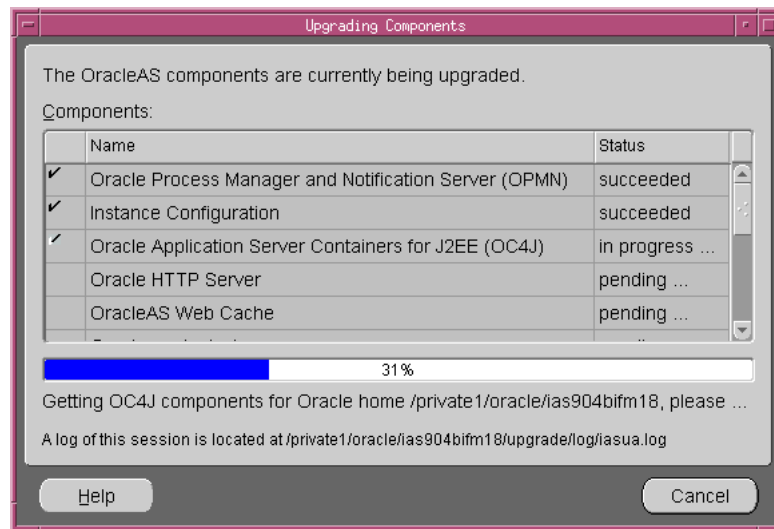 Upgrading Components
The OracleAS components are currently being upgraded.
Components:
Name Status
Oracle Process Manager and Notification Server (OPMN) succeeded
Instance Configuration succeeded
Oracle Application Server Containers for J2EE (OC4J) in progress ...
Oracle HTTP Server pending ...
OracleAS Web Cache pending ...
31%
Getting OC4J components for Oracle home /private1/oracle/ias904bifm18, please ...
A log of this session is located at /private1/oracle/ias904bifm18/upgrade/log/iasua.log
Help Cancel